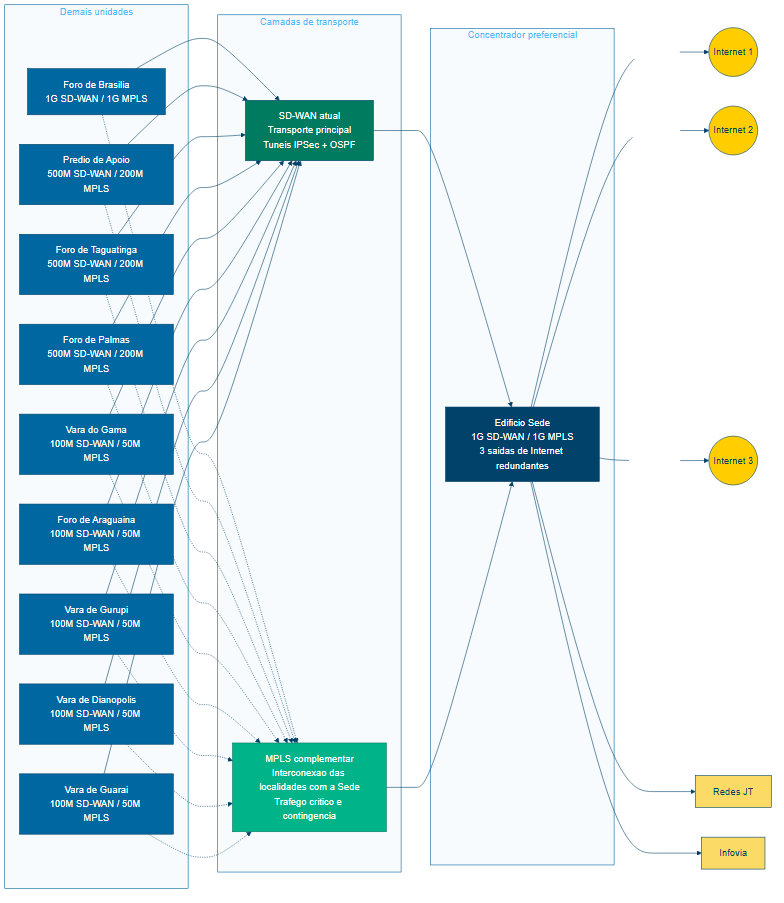 Demais unidades
Foro de Brasilia
1G SD-WAN / 1G MPLS
Predio de Apoio
500M SD-WAN / 200M
MPLS
Foro de Taguatinga
500M SD-WAN / 200M
MPLS
Foro de Palmas
500M SD-WAN / 200M
MPLS
Vara do Gama
100M SD-WAN / 50M
MPLS
Foro de Araguaina
100M SD-WAN / 50M
MPLS
Vara de Gurupi
100M SD-WAN / 50M
MPLS
Vara de Dianopolis
100M SD-WAN / 50M
MPLS
Vara de Guarai
100M SD-WAN / 50M
MPLS
Camadas de transporte
SD-WAN atual
Transporte principal
Tuneis IPSec + OSPF
MPLS complementar
Interconexao das
localidades com a Sede
Trafego critico e
contingencia
Concentrador preferencial
Edificio Sede
1G SD-WAN / 1G MPLS
3 saidas de Internet
redundantes
Internet 1
Internet 2
Internet 3
Redes JT
Infovia